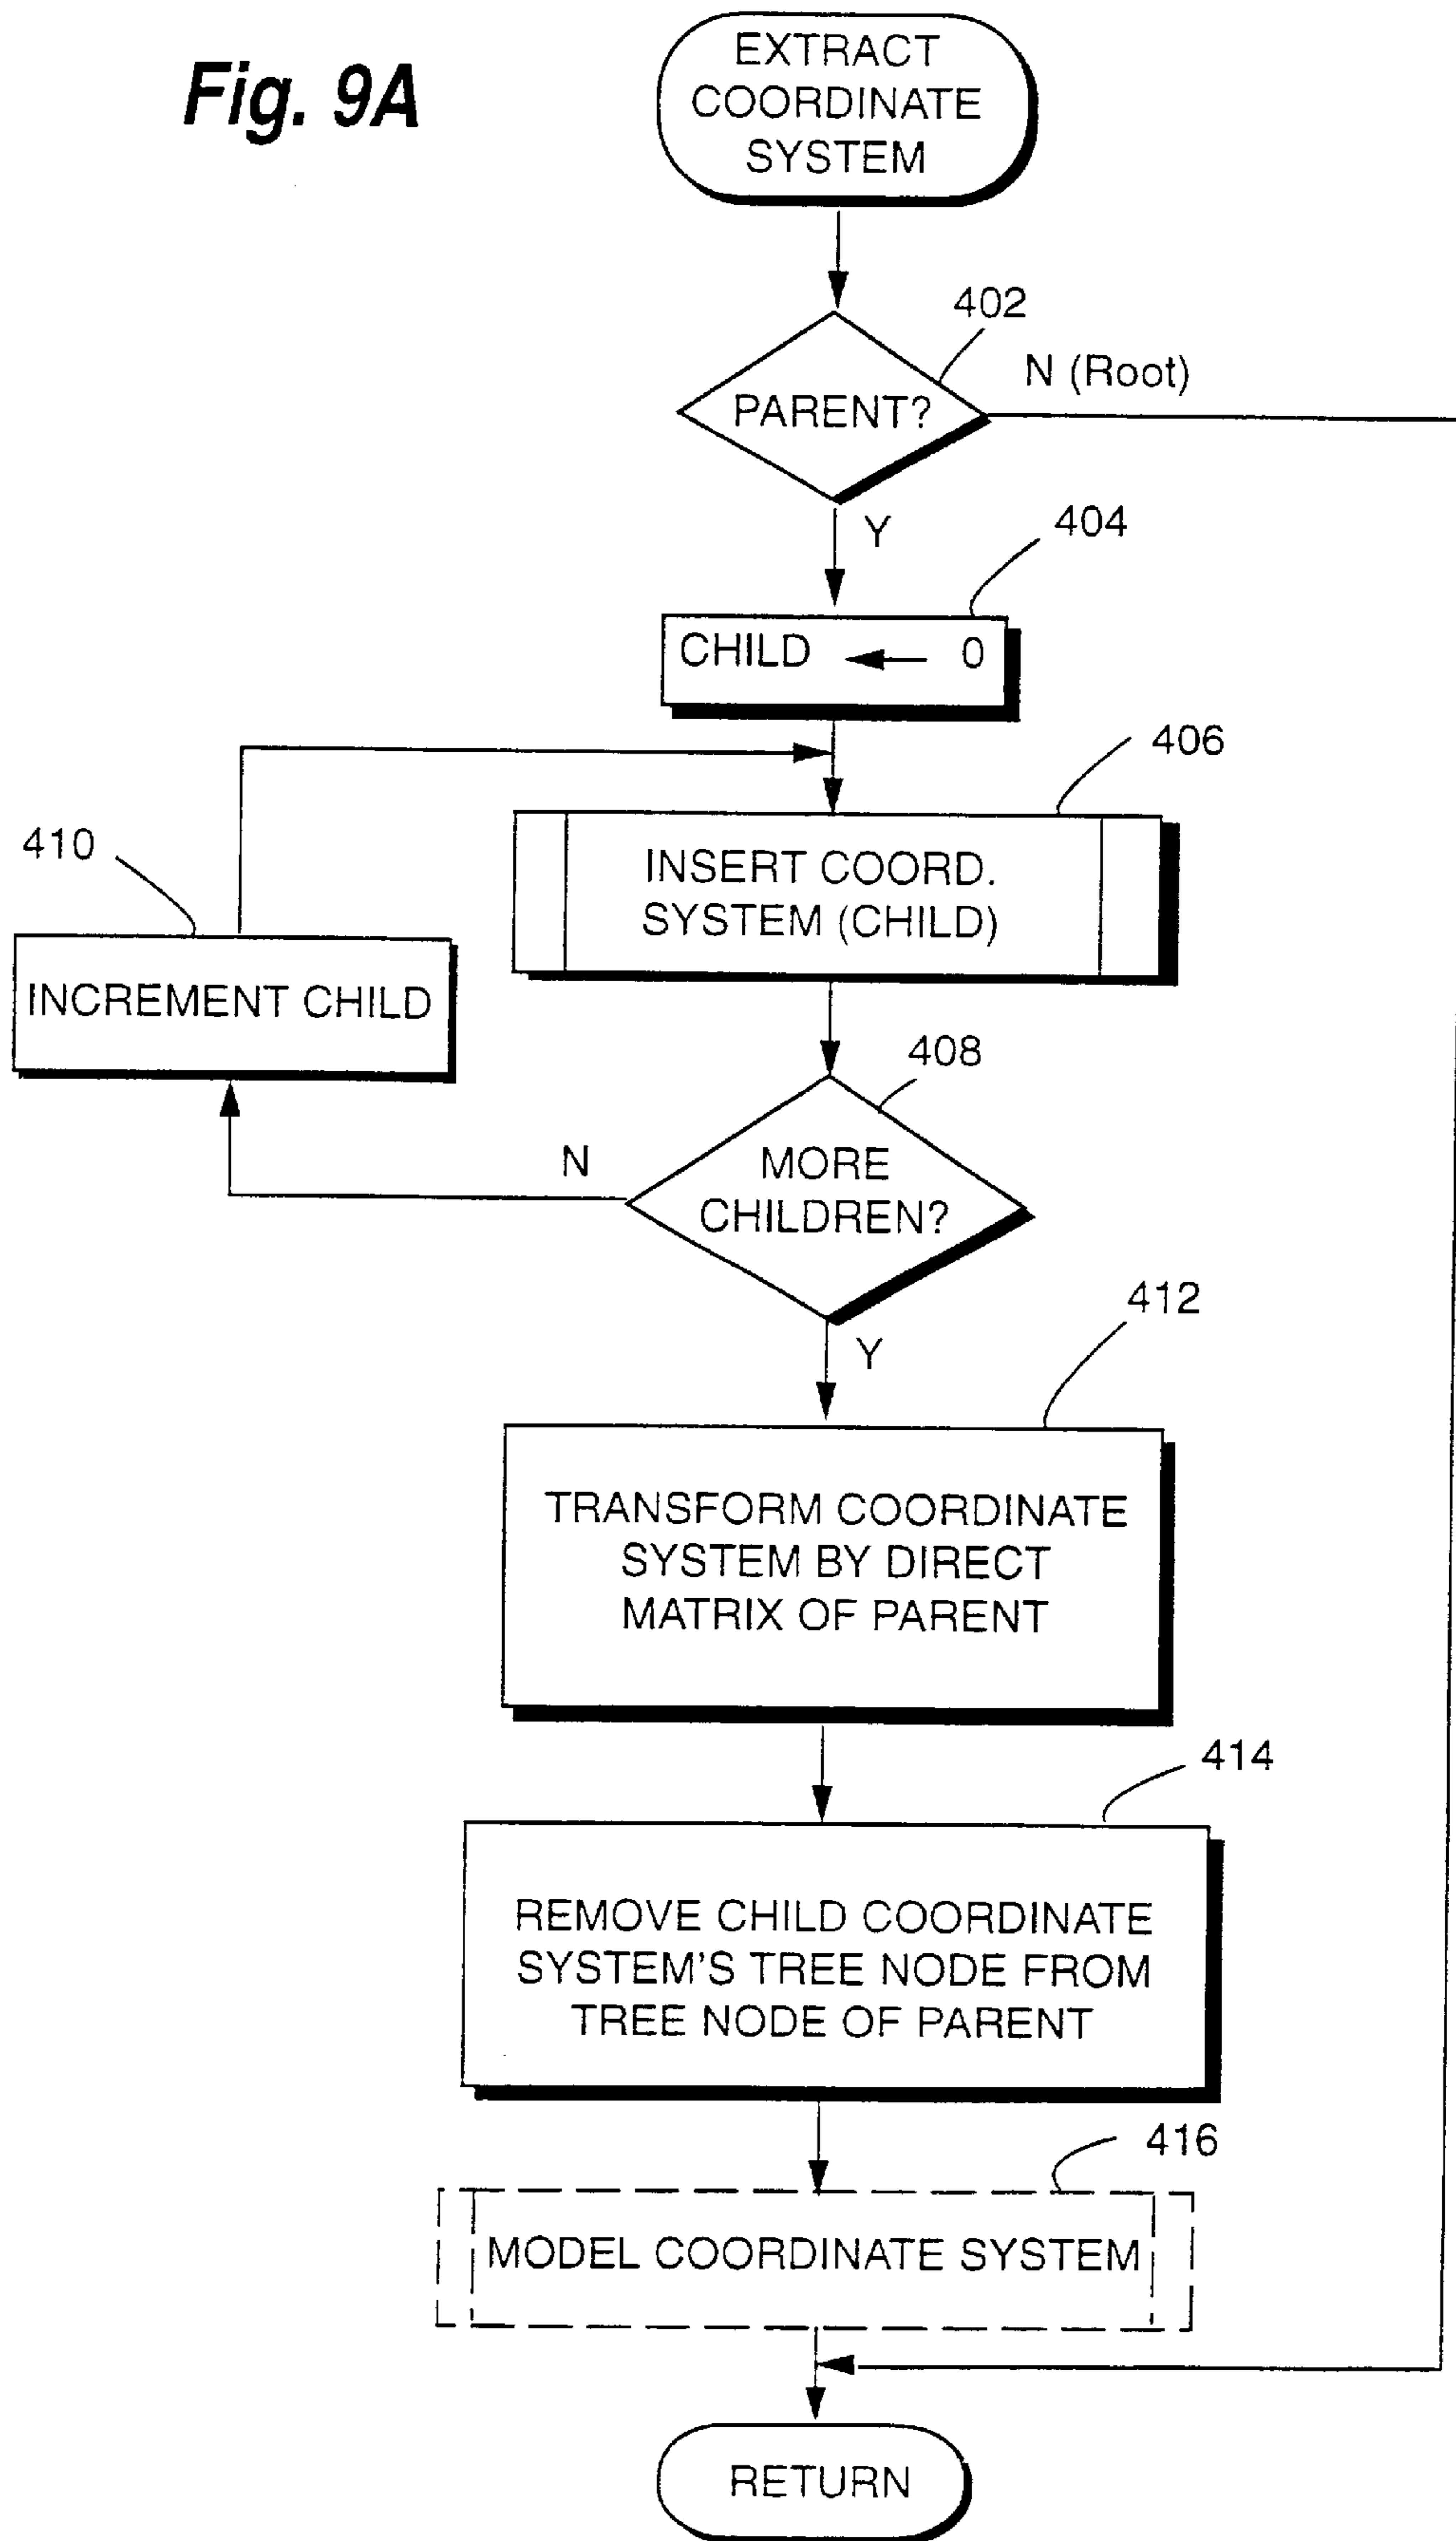 Fig. 9A
EXTRACT
COORDINATE
SYSTEM
402
N (Root)
PARENT?
Y
404
CHILD ← 0
406
INSERT COORD.
SYSTEM (CHILD)
410
INCREMENT CHILD
408
N
MORE
CHILDREN?
Y
412
TRANSFORM COORDINATE
SYSTEM BY DIRECT
MATRIX OF PARENT
414
REMOVE CHILD COORDINATE
SYSTEM'S TREE NODE FROM
TREE NODE OF PARENT
416
MODEL COORDINATE SYSTEM
RETURN